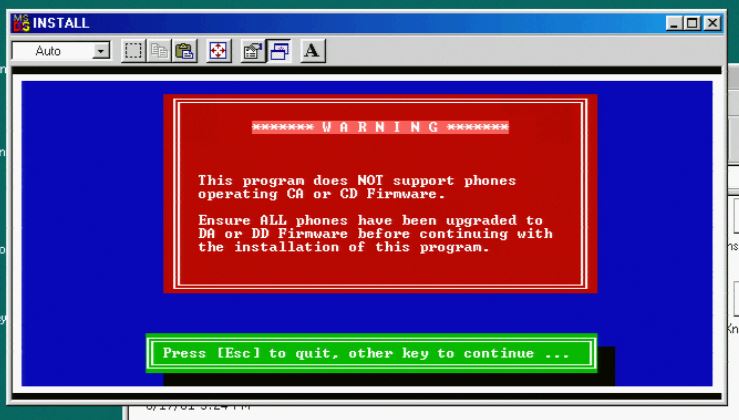 INSTALL
Auto
A
******* W A R N I N G *******
This program does NOT support phones
operating CA or CD Firmware.
Ensure ALL phones have been upgraded to
DA or DD Firmware before continuing with
the installation of this program.
Press [Esc] to quit, other key to continue ...